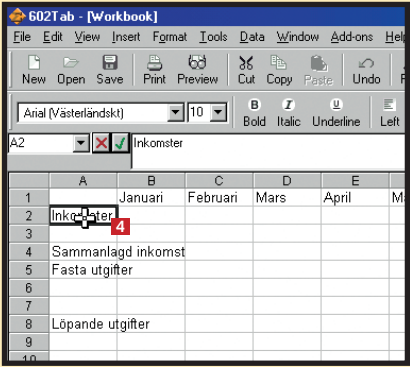 602Tab - [Workbook]
File Edit View Insert Format Tools Data Window Add-ons Help
New Open Save Print Preview Cut Copy Paste Undo
Arial (Västerländskt) 10 B I U
Bold Italic Underline Left
A2 Inkomster
A B C D E
1 Januari Februari Mars April
2 Inkomster
4
3
4 Sammanlagd inkomst
5 Fasta utgifter
6
7
8 Löpande utgifter
9
10